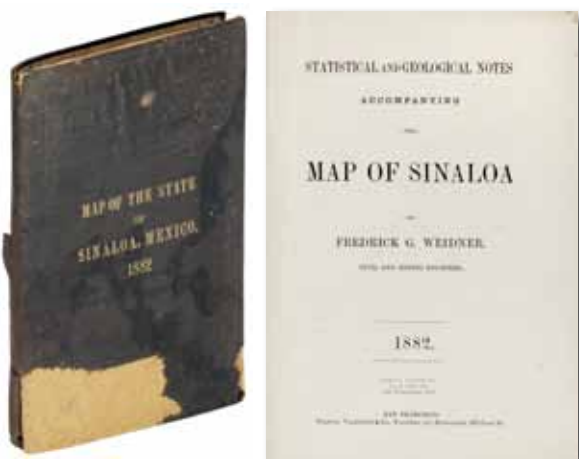 MAP OF THE STATE
OF
SINALOA, MEXICO.
1882
STATISTICAL AND GEOLOGICAL NOTES
ACCOMPANYING
THE
MAP OF SINALOA
BY
FREDRICK G. WEIDNER,
CIVIL AND MINING ENGINEER.
1882.
SAN FRANCISCO: